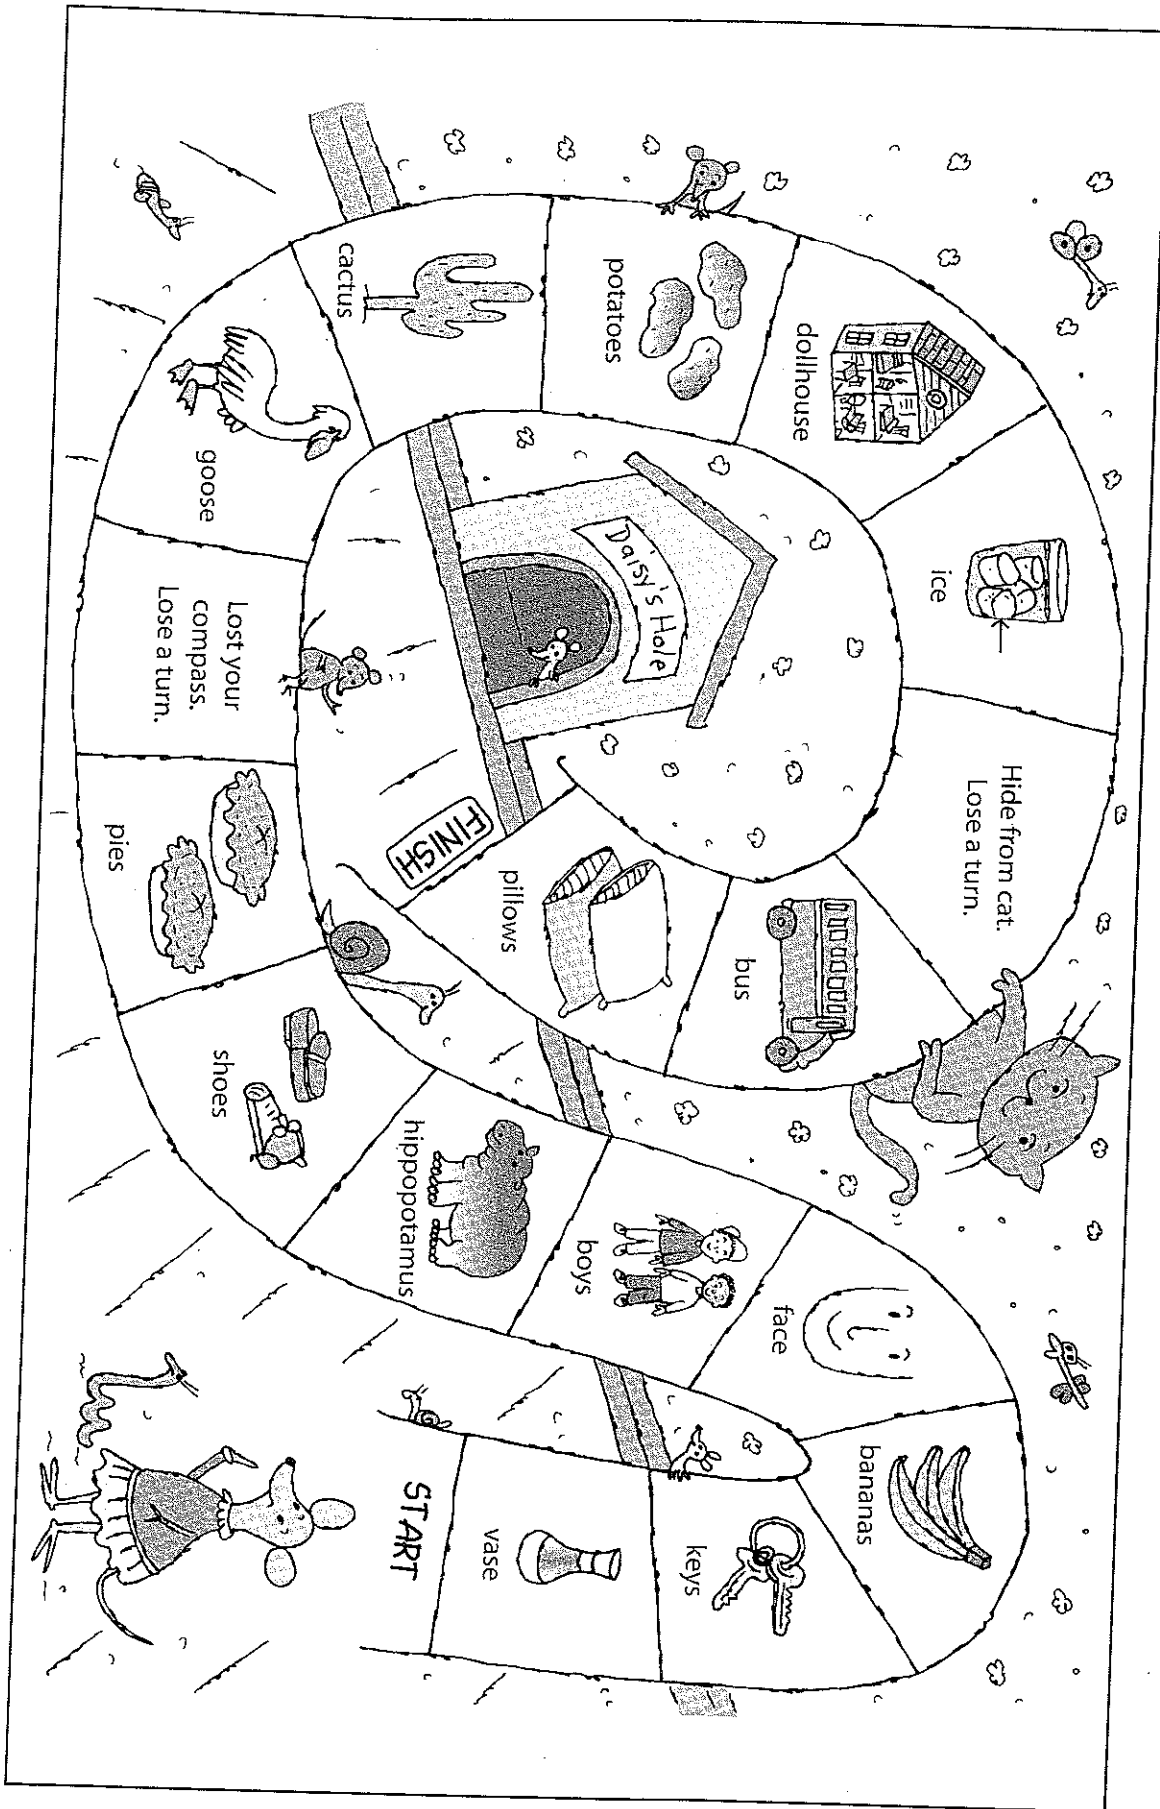 START
vase
keys
bananas
face
boys
hippopotamus
shoes
pies
Lost your
compass.
Lose a turn.
goose
cactus
potatoes
dollhouse
ice
Hide from cat.
Lose a turn.
bus
pillows
FINISH
Daisy's Hole